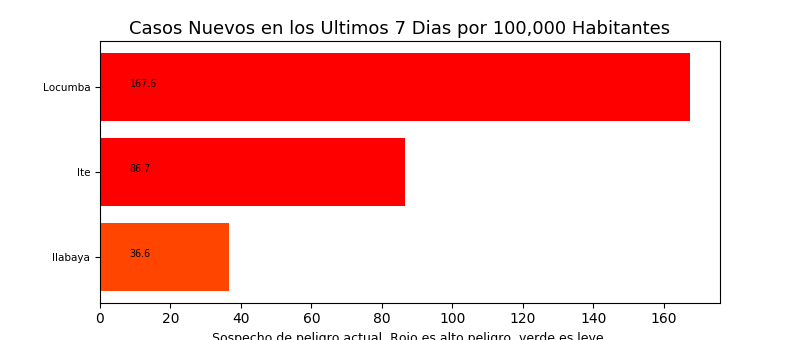 Casos Nuevos en los Ultimos 7 Dias por 100,000 Habitantes
Locumba
167.6
Ite
86.7
Ilabaya
36.6
0 20 40 60 80 100 120 140 160
Sospecho de peligro actual. Rojo es alto peligro, verde es leve